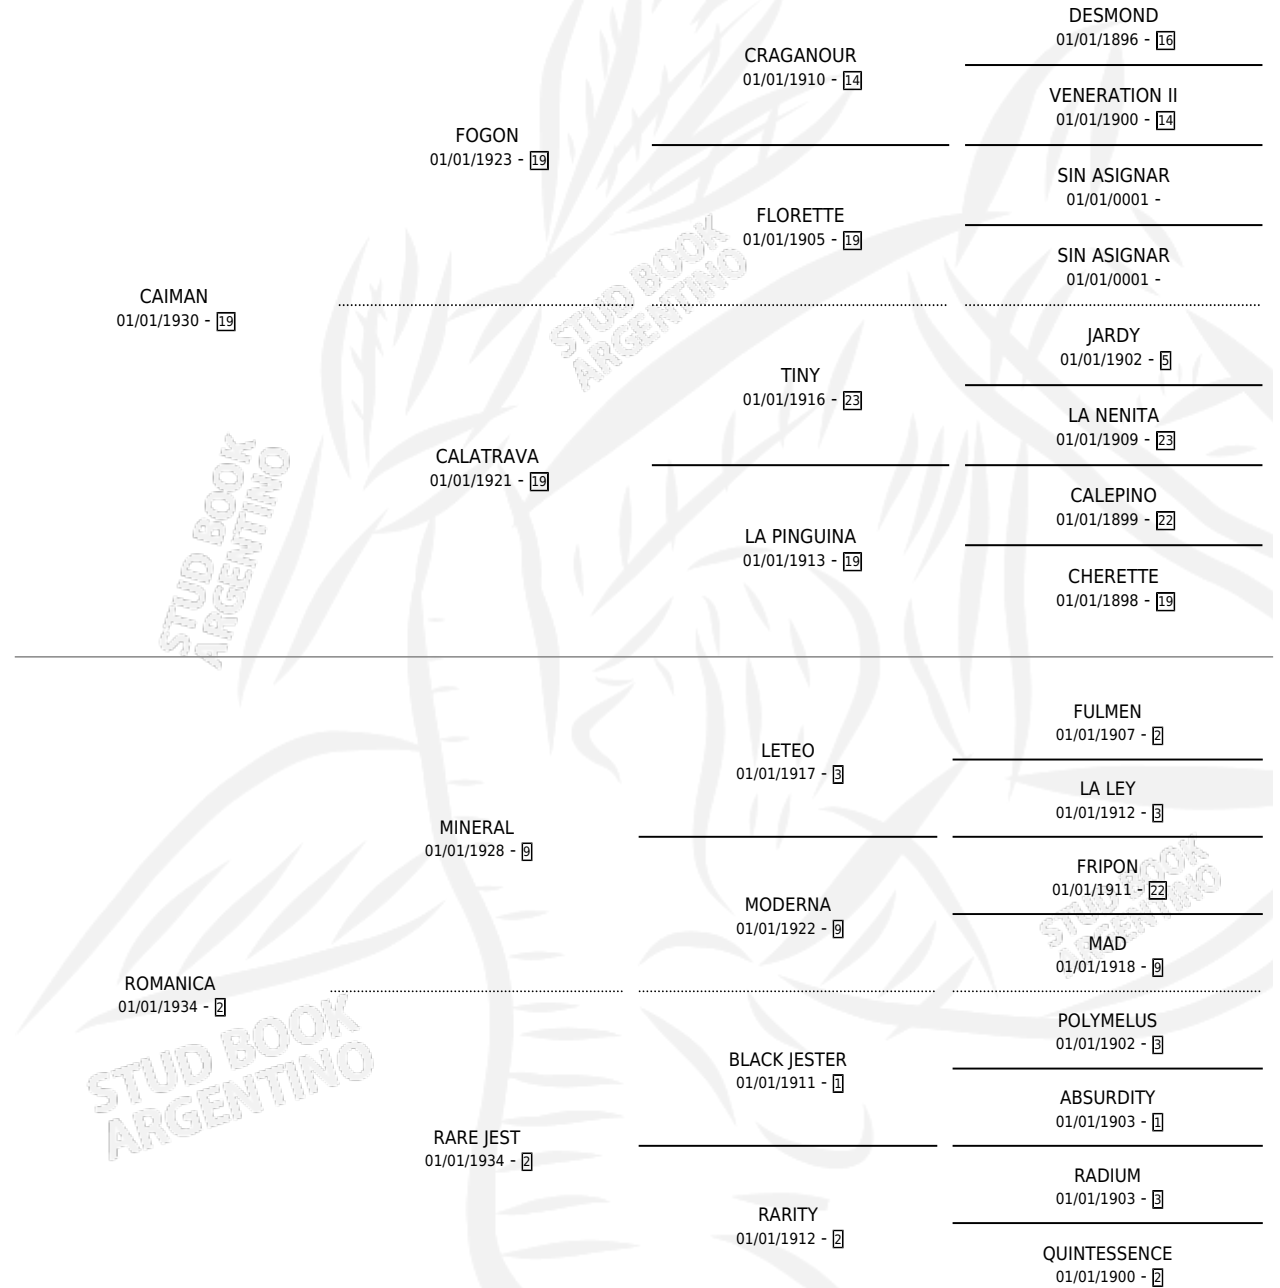 DESMOND
01/01/1896 - 16
CRAGANOUR
01/01/1910 - 14
VENERATION II
01/01/1900 - 14
FOGON
01/01/1923 - 19
SIN ASIGNAR
01/01/0001 -
FLORETTE
01/01/1905 - 19
SIN ASIGNAR
01/01/0001 -
CAIMAN
01/01/1930 - 19
JARDY
01/01/1902 - 5
TINY
01/01/1916 - 23
LA NENITA
01/01/1909 - 23
CALATRAVA
01/01/1921 - 19
CALEPINO
01/01/1899 - 22
LA PINGUINA
01/01/1913 - 19
CHERETTE
01/01/1898 - 19
FULMEN
01/01/1907 - 2
LETEO
01/01/1917 - 3
LA LEY
01/01/1912 - 3
MINERAL
01/01/1928 - 9
FRIPON
01/01/1911 - 22
MODERNA
01/01/1922 - 9
MAD
01/01/1918 - 9
ROMANICA
01/01/1934 - 2
POLYMELUS
01/01/1902 - 3
BLACK JESTER
01/01/1911 - 1
ABSURDITY
01/01/1903 - 1
RARE JEST
01/01/1934 - 2
RADIUM
01/01/1903 - 3
RARITY
01/01/1912 - 2
QUINTESSENCE
01/01/1900 - 2
STUD BOOK
ARGENTINO
STUD BOOK
ARGENTINO
STUD BOOK
ARGENTINO
STUD BOOK
ARGENTINO